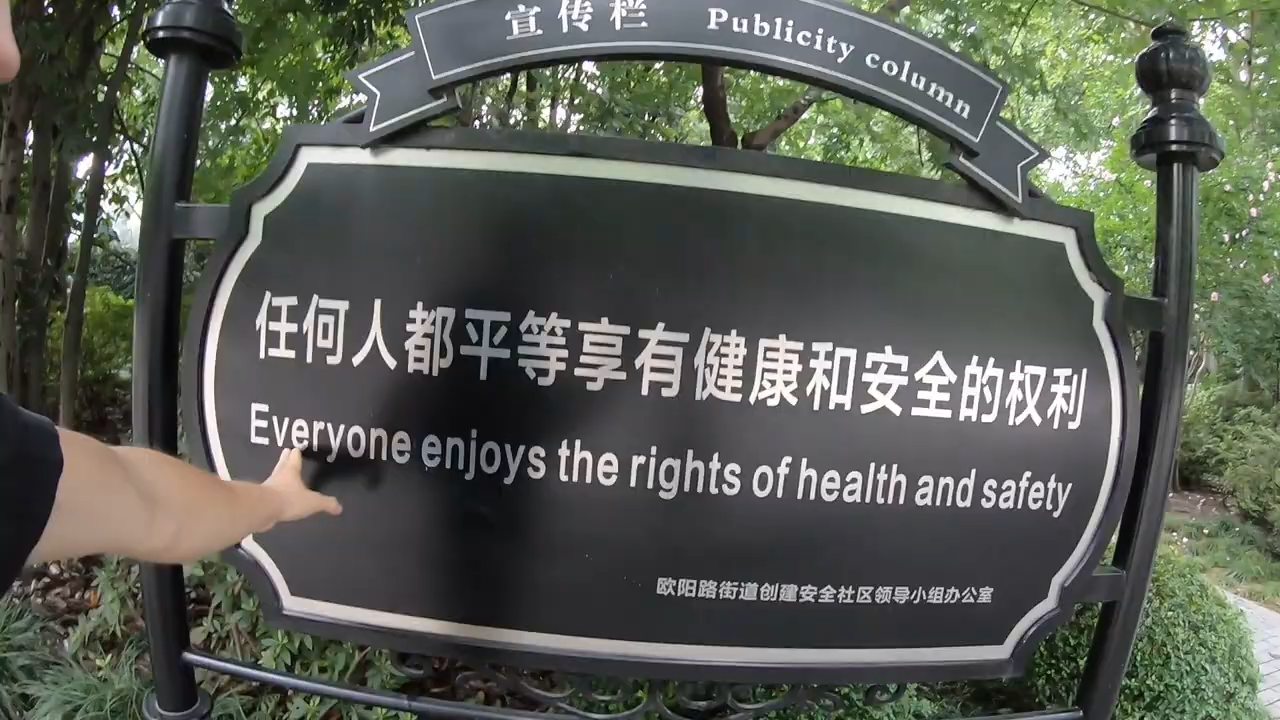 宣传栏 Publicity column
任何人都平等享有健康和安全的权利
Everyone enjoys the rights of health and safety
欧阳路街道创建安全社区领导小组办公室